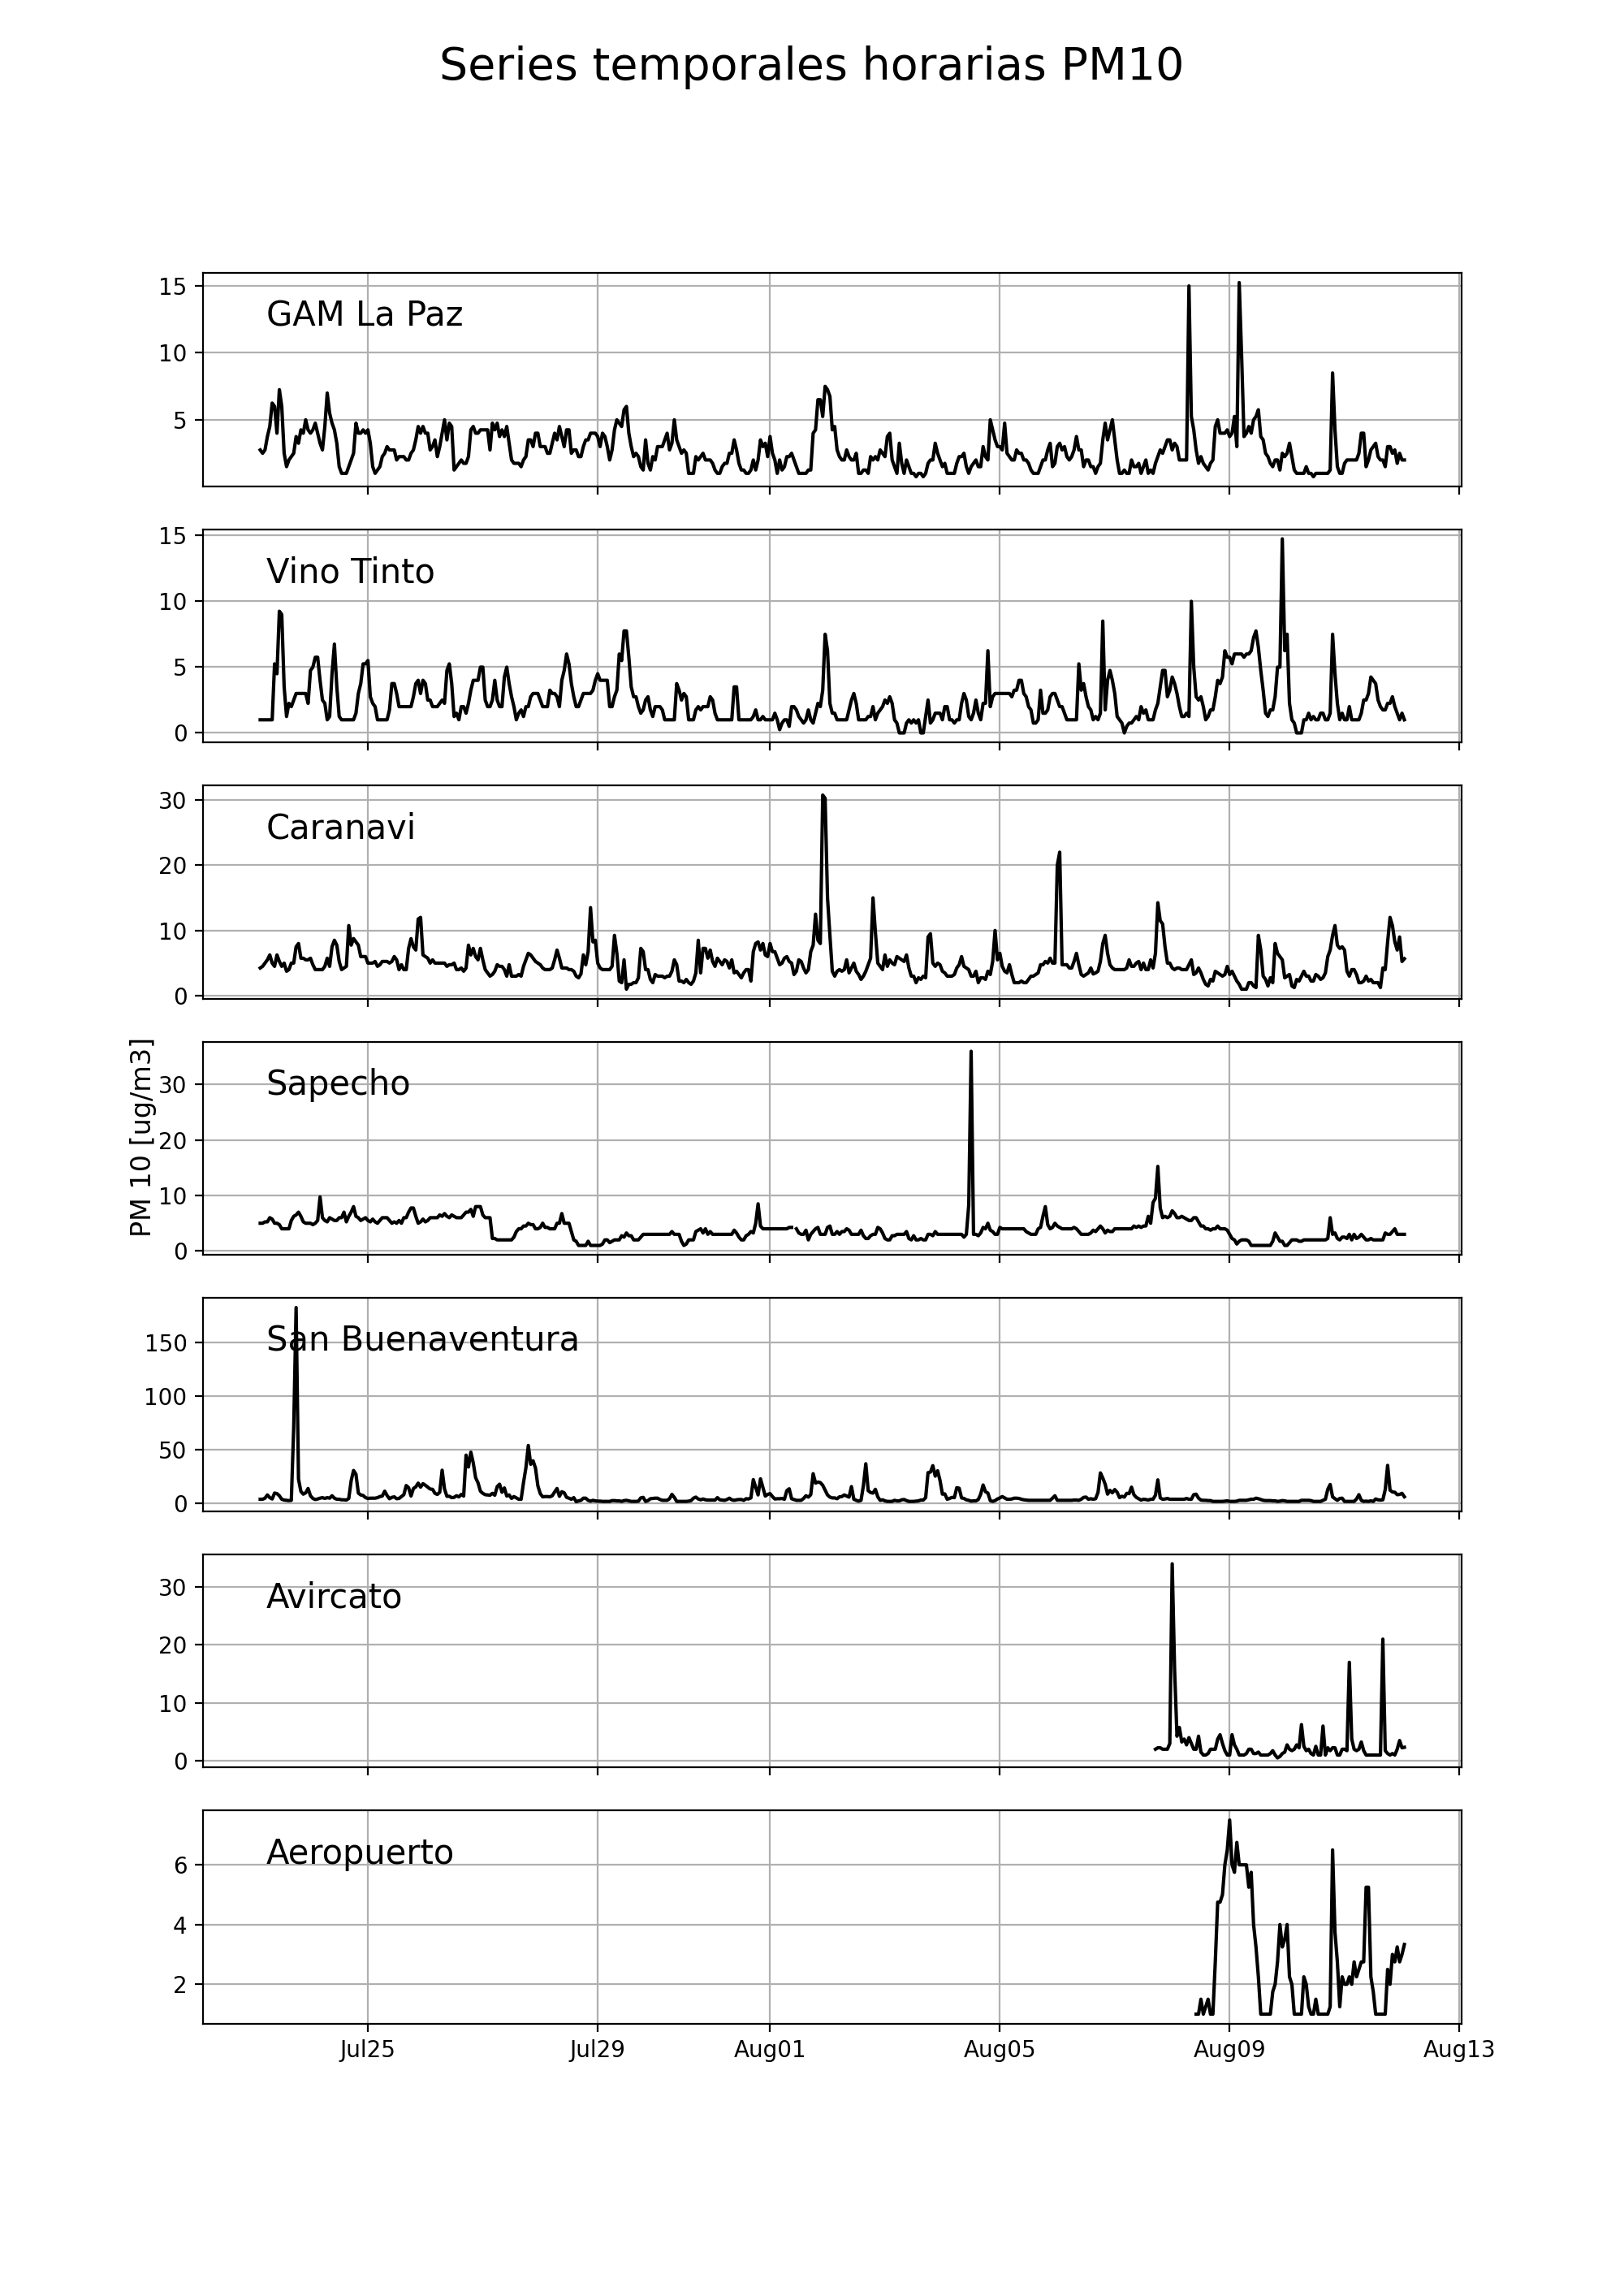 Series temporales horarias PM10
15
10
5
GAM La Paz
15
10
5
0
Vino Tinto
30
20
10
0
Caranavi
PM 10 [ug/m3]
30
20
10
0
Sapecho
150
100
50
0
San Buenaventura
30
20
10
0
Avircato
6
4
2
Aeropuerto
Jul25 Jul29 Aug01 Aug05 Aug09 Aug13